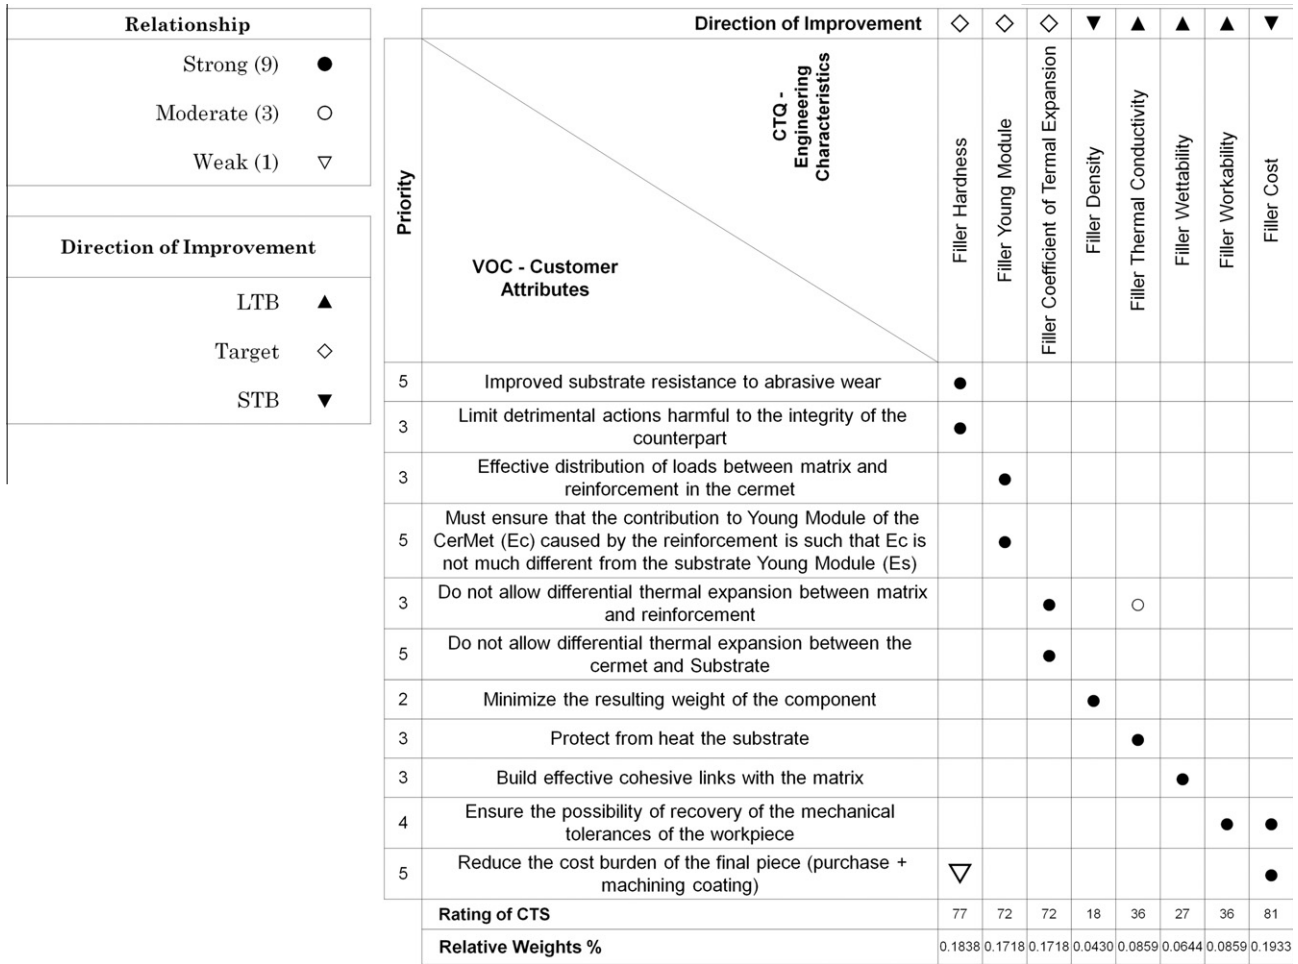 Relationship
Strong (9) ●
Moderate (3) ○
Weak (1) ▽
Direction of Improvement
LTB ▲
Target ◇
STB ▼
Direction of Improvement ◇ ◇ ◇ ▼ ▲ ▲ ▲ ▼
Priority
VOC - Customer
Attributes
CTQ -
Engineering
Characteristics
Filler Hardness
Filler Young Module
Filler Coefficient of Termal Expansion
Filler Density
Filler Thermal Conductivity
Filler Wettability
Filler Workability
Filler Cost
5 Improved substrate resistance to abrasive wear ●
3 Limit detrimental actions harmful to the integrity of the
counterpart ●
3 Effective distribution of loads between matrix and
reinforcement in the cermet ●
5 Must ensure that the contribution to Young Module of the
CerMet (Ec) caused by the reinforcement is such that Ec is
not much different from the substrate Young Module (Es) ●
3 Do not allow differential thermal expansion between matrix
and reinforcement ● ○
5 Do not allow differential thermal expansion between the
cermet and Substrate ●
2 Minimize the resulting weight of the component ●
3 Protect from heat the substrate ●
3 Build effective cohesive links with the matrix ●
4 Ensure the possibility of recovery of the mechanical
tolerances of the workpiece ● ●
5 Reduce the cost burden of the final piece (purchase +
machining coating) ▽ ●
Rating of CTS 77 72 72 18 36 27 36 81
Relative Weights % 0.1838 0.1718 0.1718 0.0430 0.0859 0.0644 0.0859 0.1933